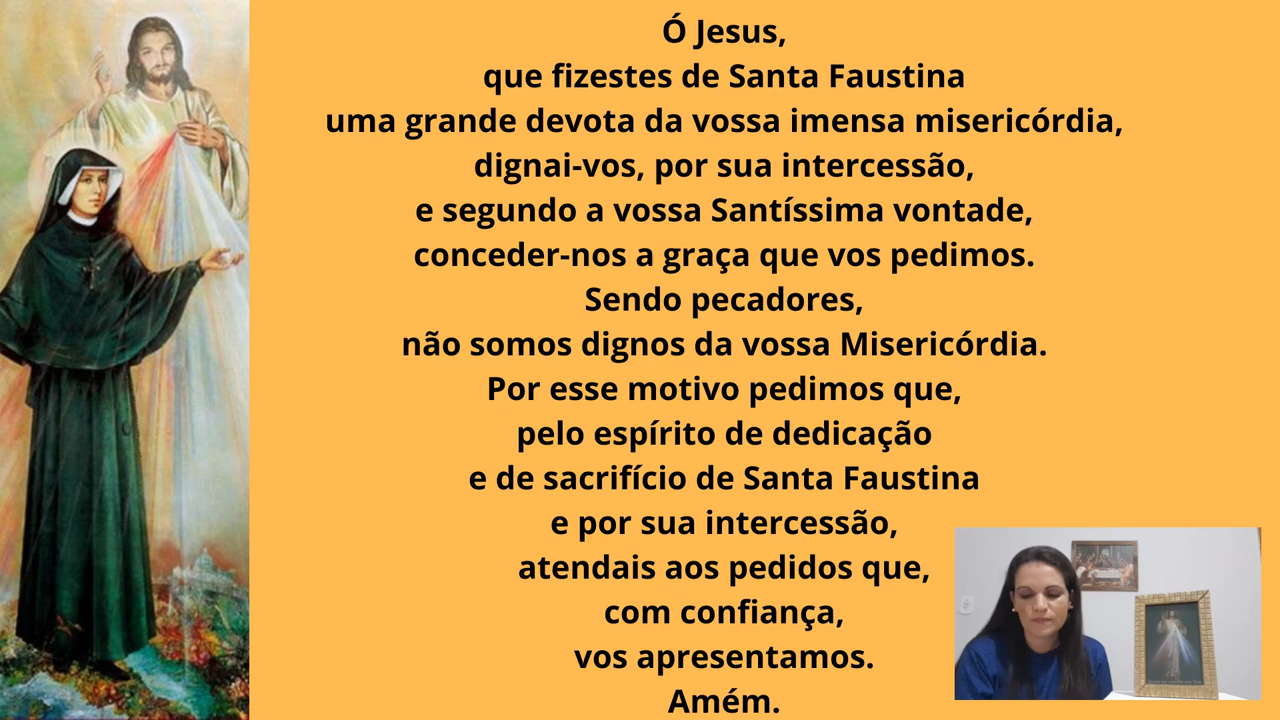 Ó Jesus,
que fizestes de Santa Faustina
uma grande devota da vossa imensa misericórdia,
dignai-vos, por sua intercessão,
e segundo a vossa Santíssima vontade,
conceder-nos a graça que vos pedimos.
Sendo pecadores,
não somos dignos da vossa Misericórdia.
Por esse motivo pedimos que,
pelo espírito de dedicação
e de sacrifício de Santa Faustina
e por sua intercessão,
atendais aos pedidos que,
com confiança,
vos apresentamos.
Amém.